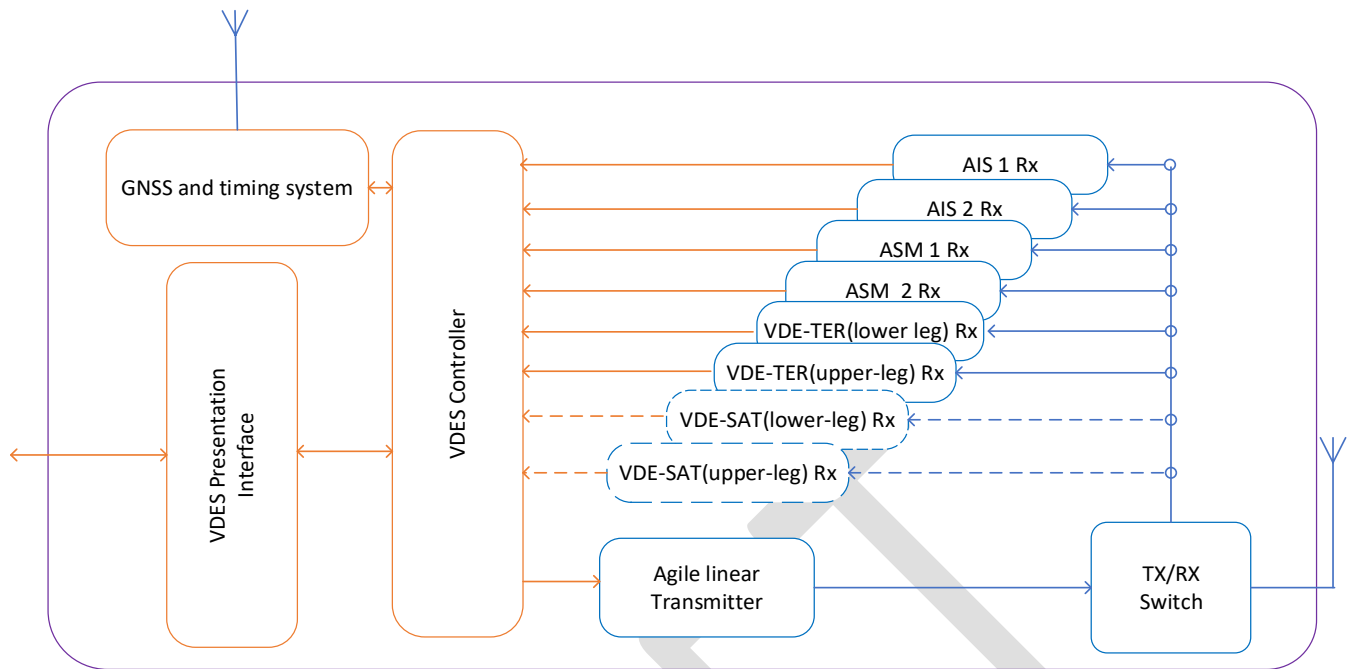 GNSS and timing system
VDES Presentation
Interface
VDES Controller
AIS 1 Rx
AIS 2 Rx
ASM 1 Rx
ASM  2 Rx
VDE-TER(lower leg) Rx
VDE-TER(upper-leg) Rx
VDE-SAT(lower-leg) Rx
VDE-SAT(upper-leg) Rx
Agile linear
Transmitter
TX/RX
Switch